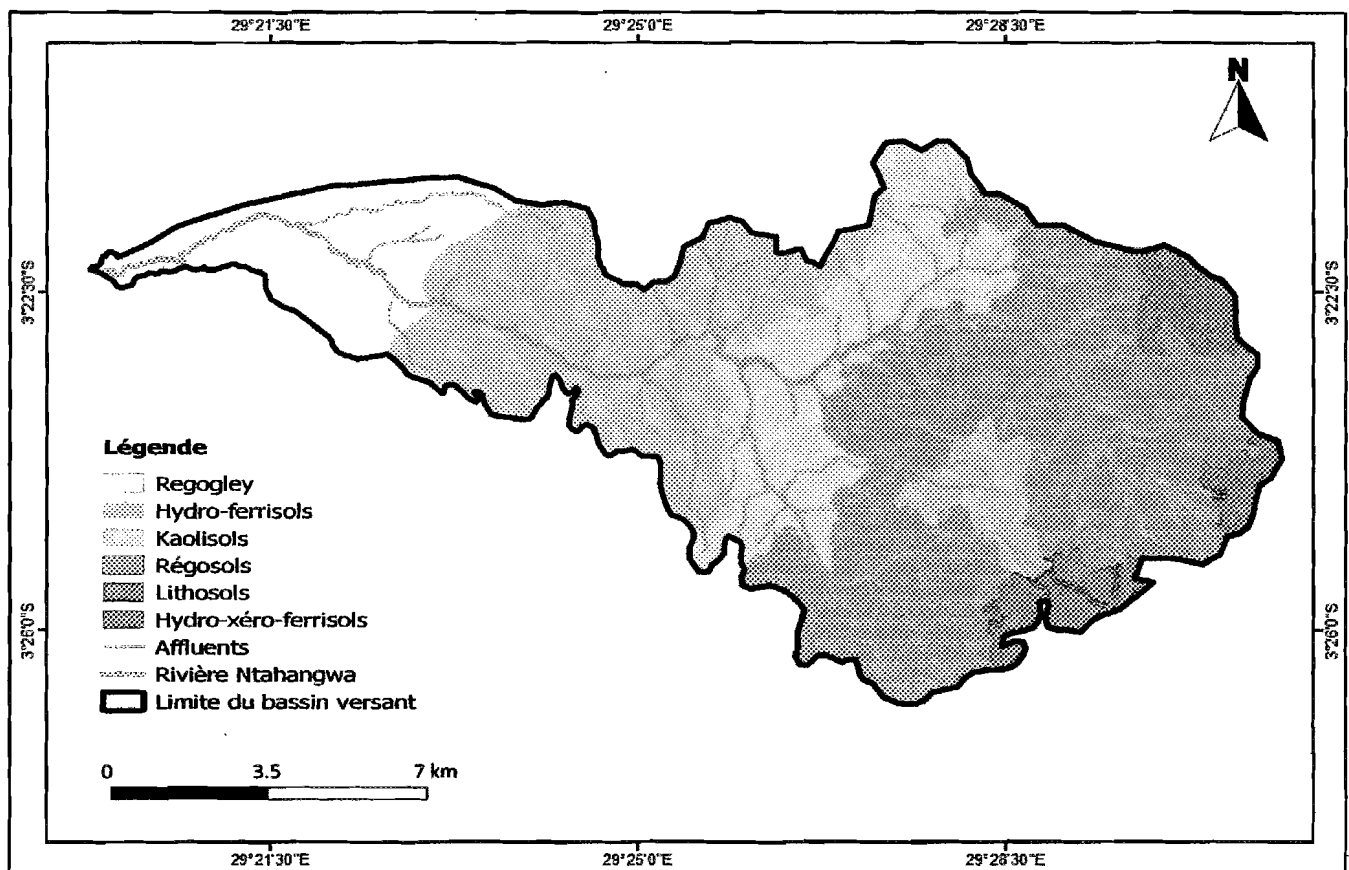 29°21'30"E 29°25'0"E 29°28'30"E
N
3°22'30"S 3°22'30"S
Légende
Regogley
Hydro-ferrisols
Kaolisols
Régosols
Lithosols
Hydro-xéro-ferrisols
Affluents
Rivière Ntahangwa
Limite du bassin versant
3°26'0"S 3°26'0"S
0 3.5 7 km
29°21'30"E 29°25'0"E 29°28'30"E